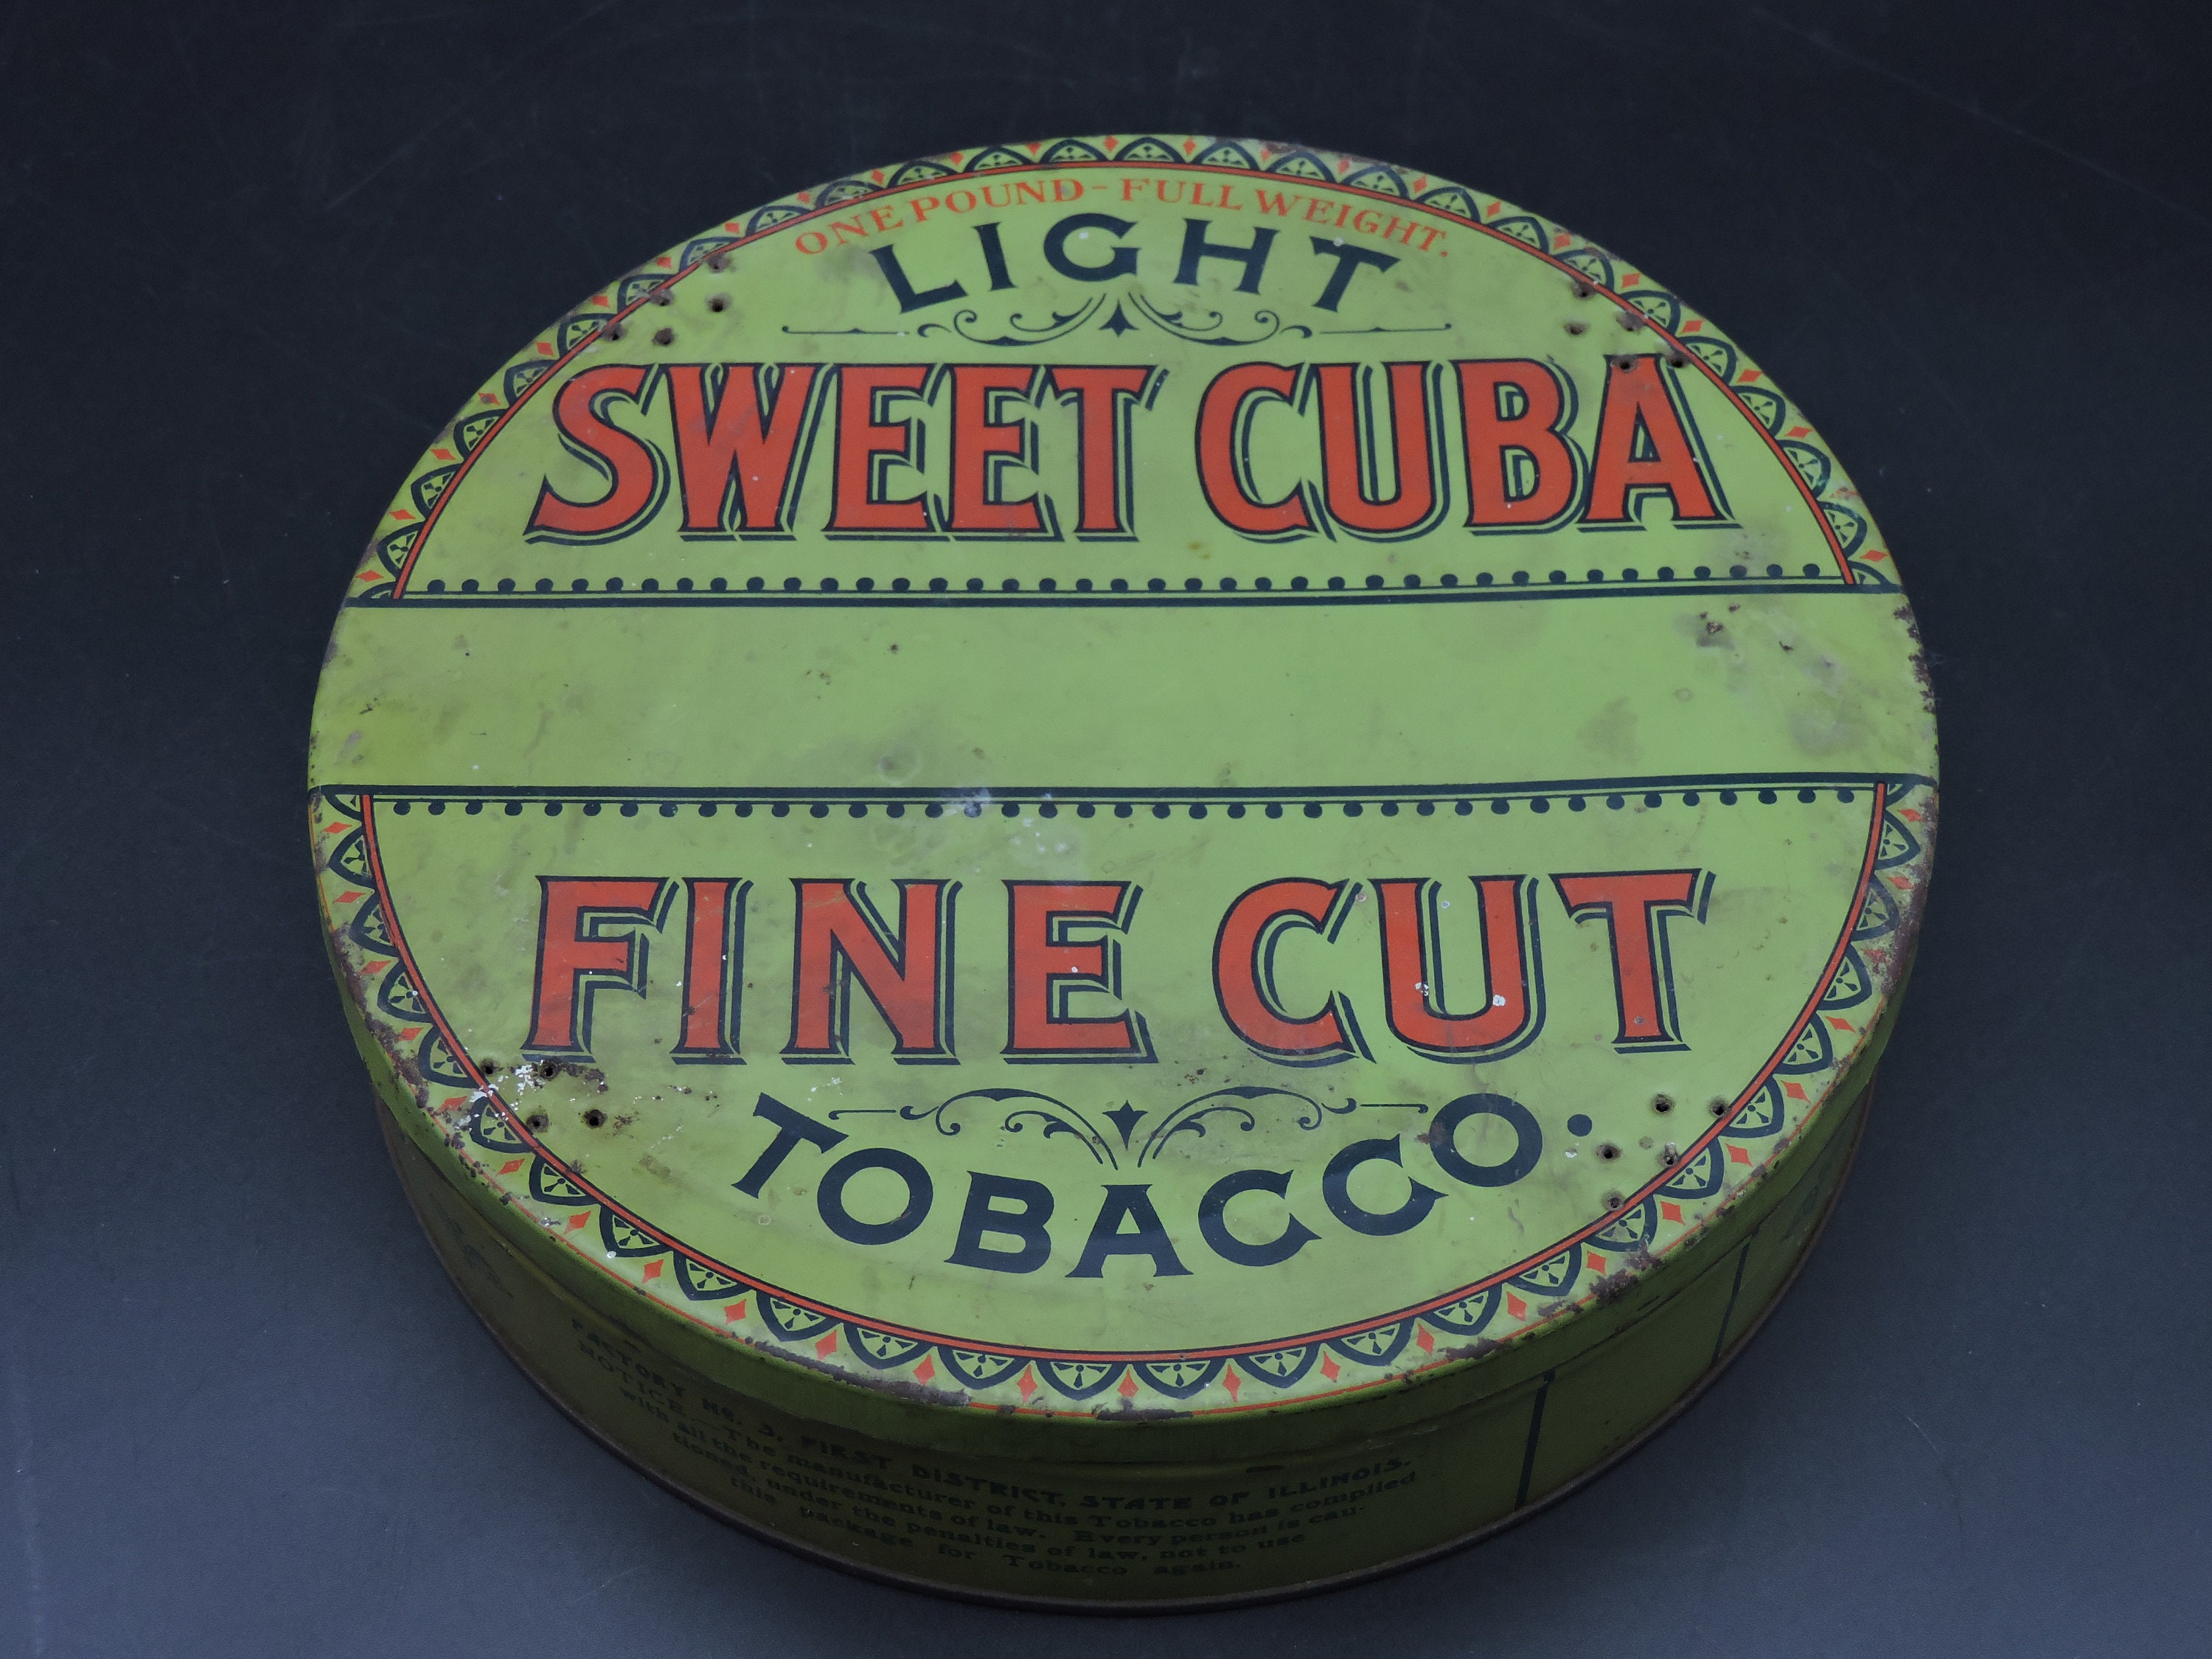 ONE POUND - FULL WEIGHT.
LIGHT
SWEET CUBA
FINE CUT
TOBACCO.
FACTORY No. 3, FIRST DISTRICT, STATE OF ILLINOIS.
NOTICE.—The manufacturer of this Tobacco has complied
with all the requirements of law. Every person is cau-
tioned, under the penalties of law, not to use
this package for Tobacco again.